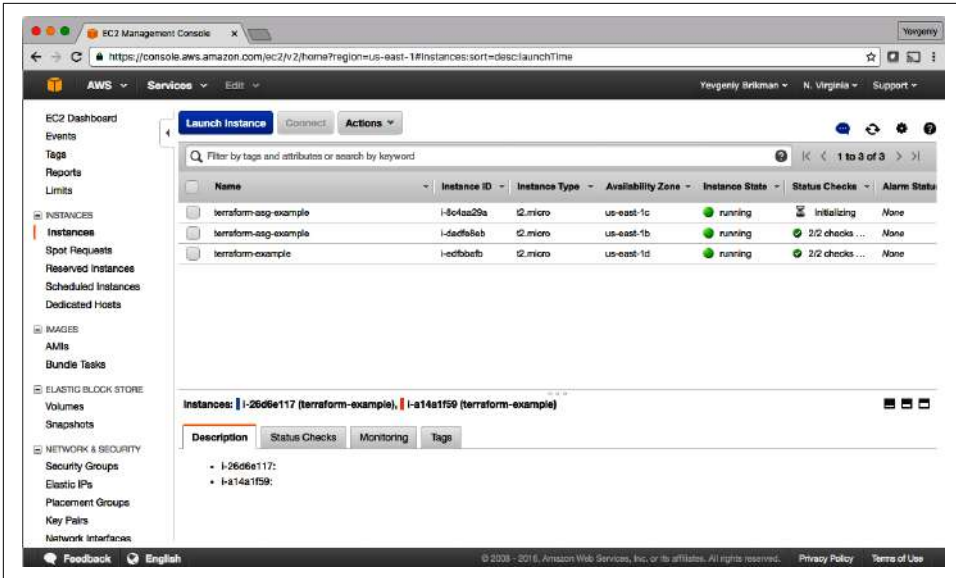 EC2 Management Console
Yevgeniy
https://console.aws.amazon.com/ec2/v2/home?region=us-east-1#Instances:sort=desc:launchTime
AWS Services Edit Yevgeniy Brikman N. Virginia Support
EC2 Dashboard
Events
Tags
Reports
Limits
INSTANCES
Instances
Spot Requests
Reserved Instances
Scheduled Instances
Dedicated Hosts
IMAGES
AMIs
Bundle Tasks
ELASTIC BLOCK STORE
Volumes
Snapshots
NETWORK & SECURITY
Security Groups
Elastic IPs
Placement Groups
Key Pairs
Network Interfaces
Launch Instance Connect Actions
Filter by tags and attributes or search by keyword 1 to 3 of 3
Name Instance ID Instance Type Availability Zone Instance State Status Checks Alarm Statu
terraform-asg-example i-8c4aa29a t2.micro us-east-1c running Initializing None
terraform-asg-example i-dadfa8eb t2.micro us-east-1b running 2/2 checks ... None
terraform-example i-edfbbafb t2.micro us-east-1d running 2/2 checks ... None
Instances: i-26d6e117 (terraform-example), i-a14a1f59 (terraform-example)
Description Status Checks Monitoring Tags
• i-26d6e117:
• i-a14a1f59:
Feedback English © 2008 - 2016, Amazon Web Services, Inc. or its affiliates. All rights reserved. Privacy Policy Terms of Use